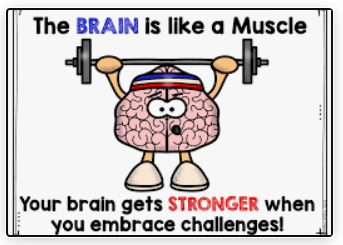 The BRAIN is like a Muscle
Your brain gets STRONGER when
you embrace challenges!